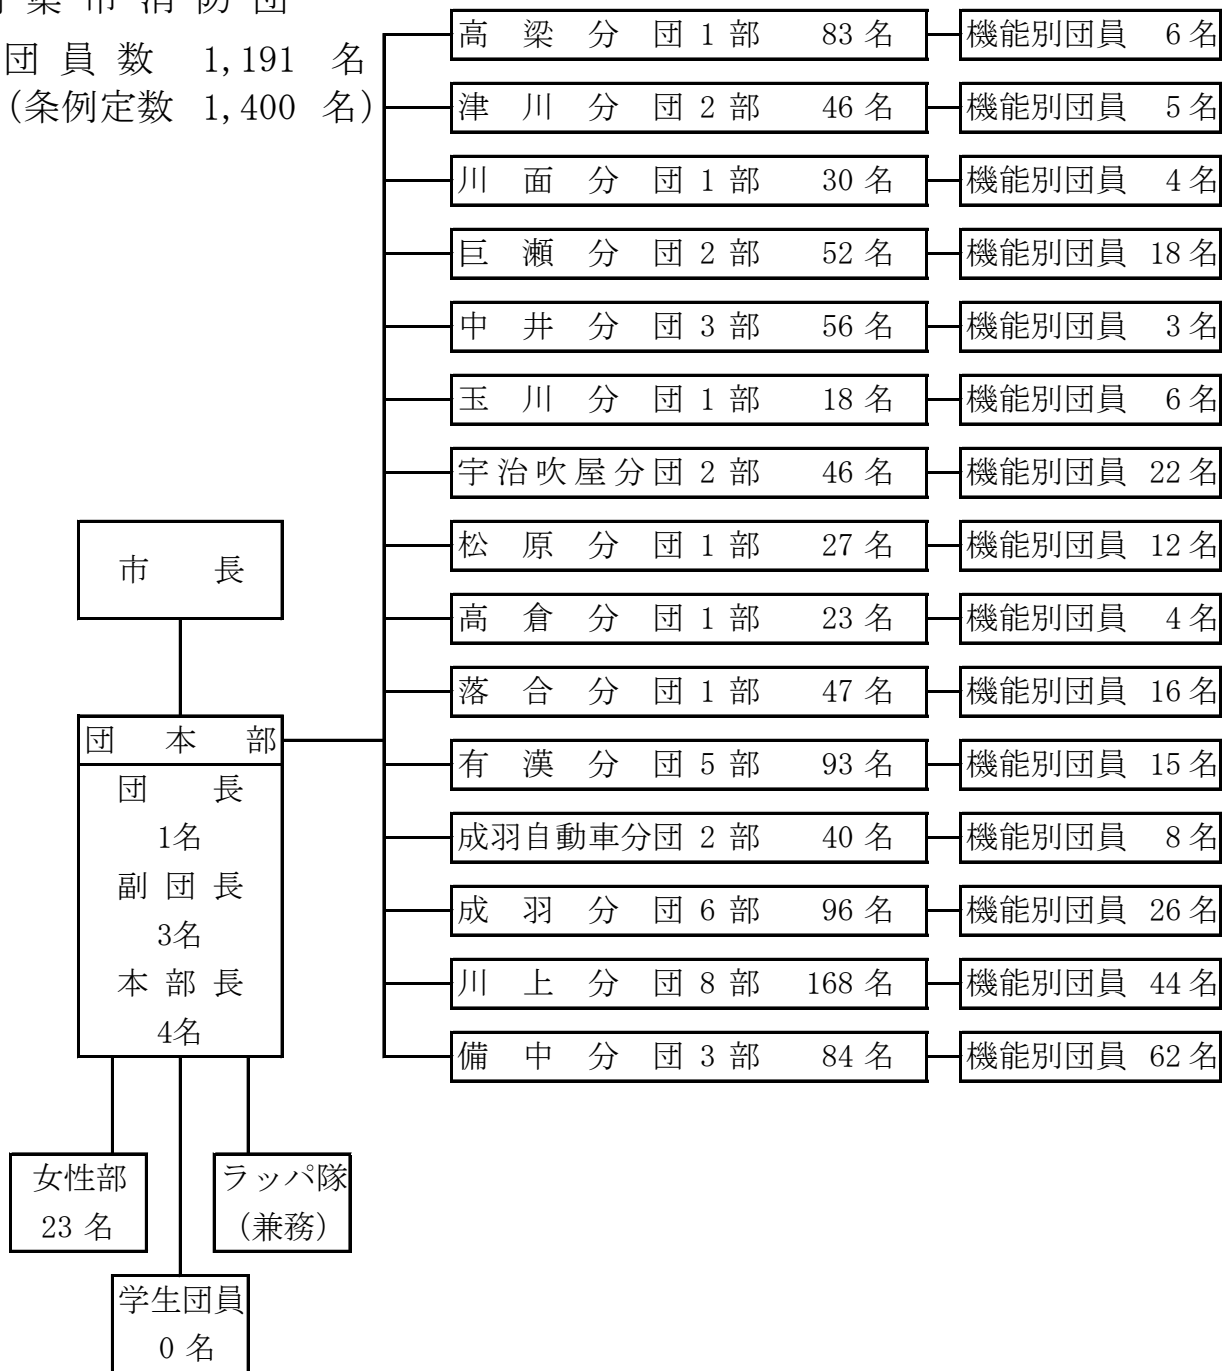 市消防団
団員数 1,191 名
(条例定数 1,400 名)
高梁分団 1 部 83 名 機能別団員 6 名
津川分団 2 部 46 名 機能別団員 5 名
川面分団 1 部 30 名 機能別団員 4 名
巨瀬分団 2 部 52 名 機能別団員 18 名
中井分団 3 部 56 名 機能別団員 3 名
玉川分団 1 部 18 名 機能別団員 6 名
宇治吹屋分団 2 部 46 名 機能別団員 22 名
松原分団 1 部 27 名 機能別団員 12 名
高倉分団 1 部 23 名 機能別団員 4 名
落合分団 1 部 47 名 機能別団員 16 名
有漢分団 5 部 93 名 機能別団員 15 名
成羽自動車分団 2 部 40 名 機能別団員 8 名
成羽分団 6 部 96 名 機能別団員 26 名
川上分団 8 部 168 名 機能別団員 44 名
備中分団 3 部 84 名 機能別団員 62 名
市長
団本部
団長
1名
副団長
3名
本部長
4名
女性部
23 名
ラッパ隊
(兼務)
学生団員
0 名